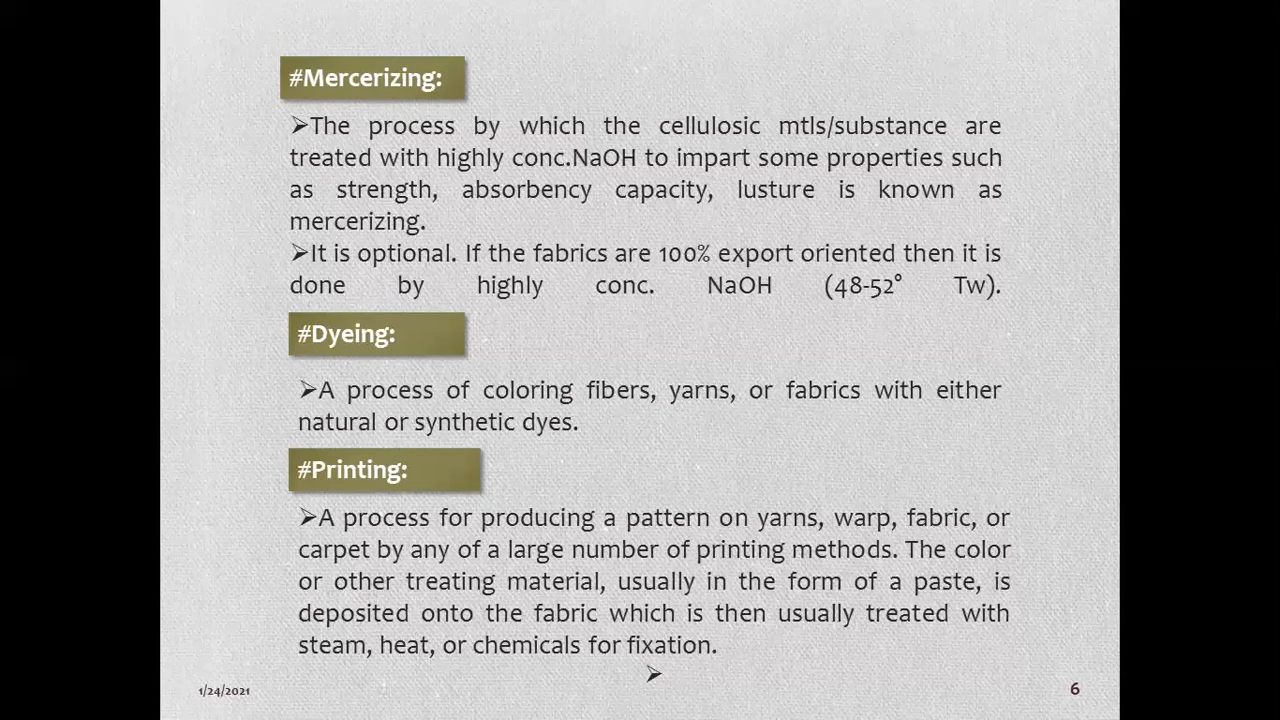 #Mercerizing:
➢The process by which the cellulosic mtls/substance are
treated with highly conc.NaOH to impart some properties such
as strength, absorbency capacity, lusture is known as
mercerizing.
➢It is optional. If the fabrics are 100% export oriented then it is
done by highly conc. NaOH (48-52° Tw).
#Dyeing:
➢A process of coloring fibers, yarns, or fabrics with either
natural or synthetic dyes.
#Printing:
➢A process for producing a pattern on yarns, warp, fabric, or
carpet by any of a large number of printing methods. The color
or other treating material, usually in the form of a paste, is
deposited onto the fabric which is then usually treated with
steam, heat, or chemicals for fixation.
➢
1/24/2021
6